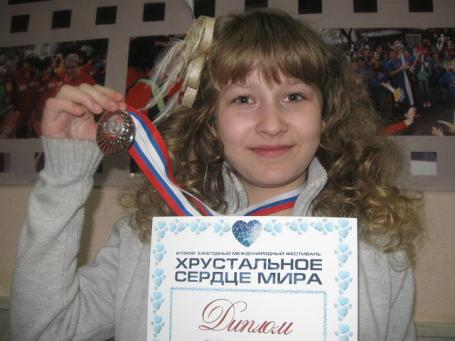 ВТОРОЙ ЕЖЕГОДНЫЙ МЕЖДУНАРОДНЫЙ ФЕСТИВАЛЬ
ХРУСТАЛЬНОЕ
СЕРДЦЕ МИРА
Диплом